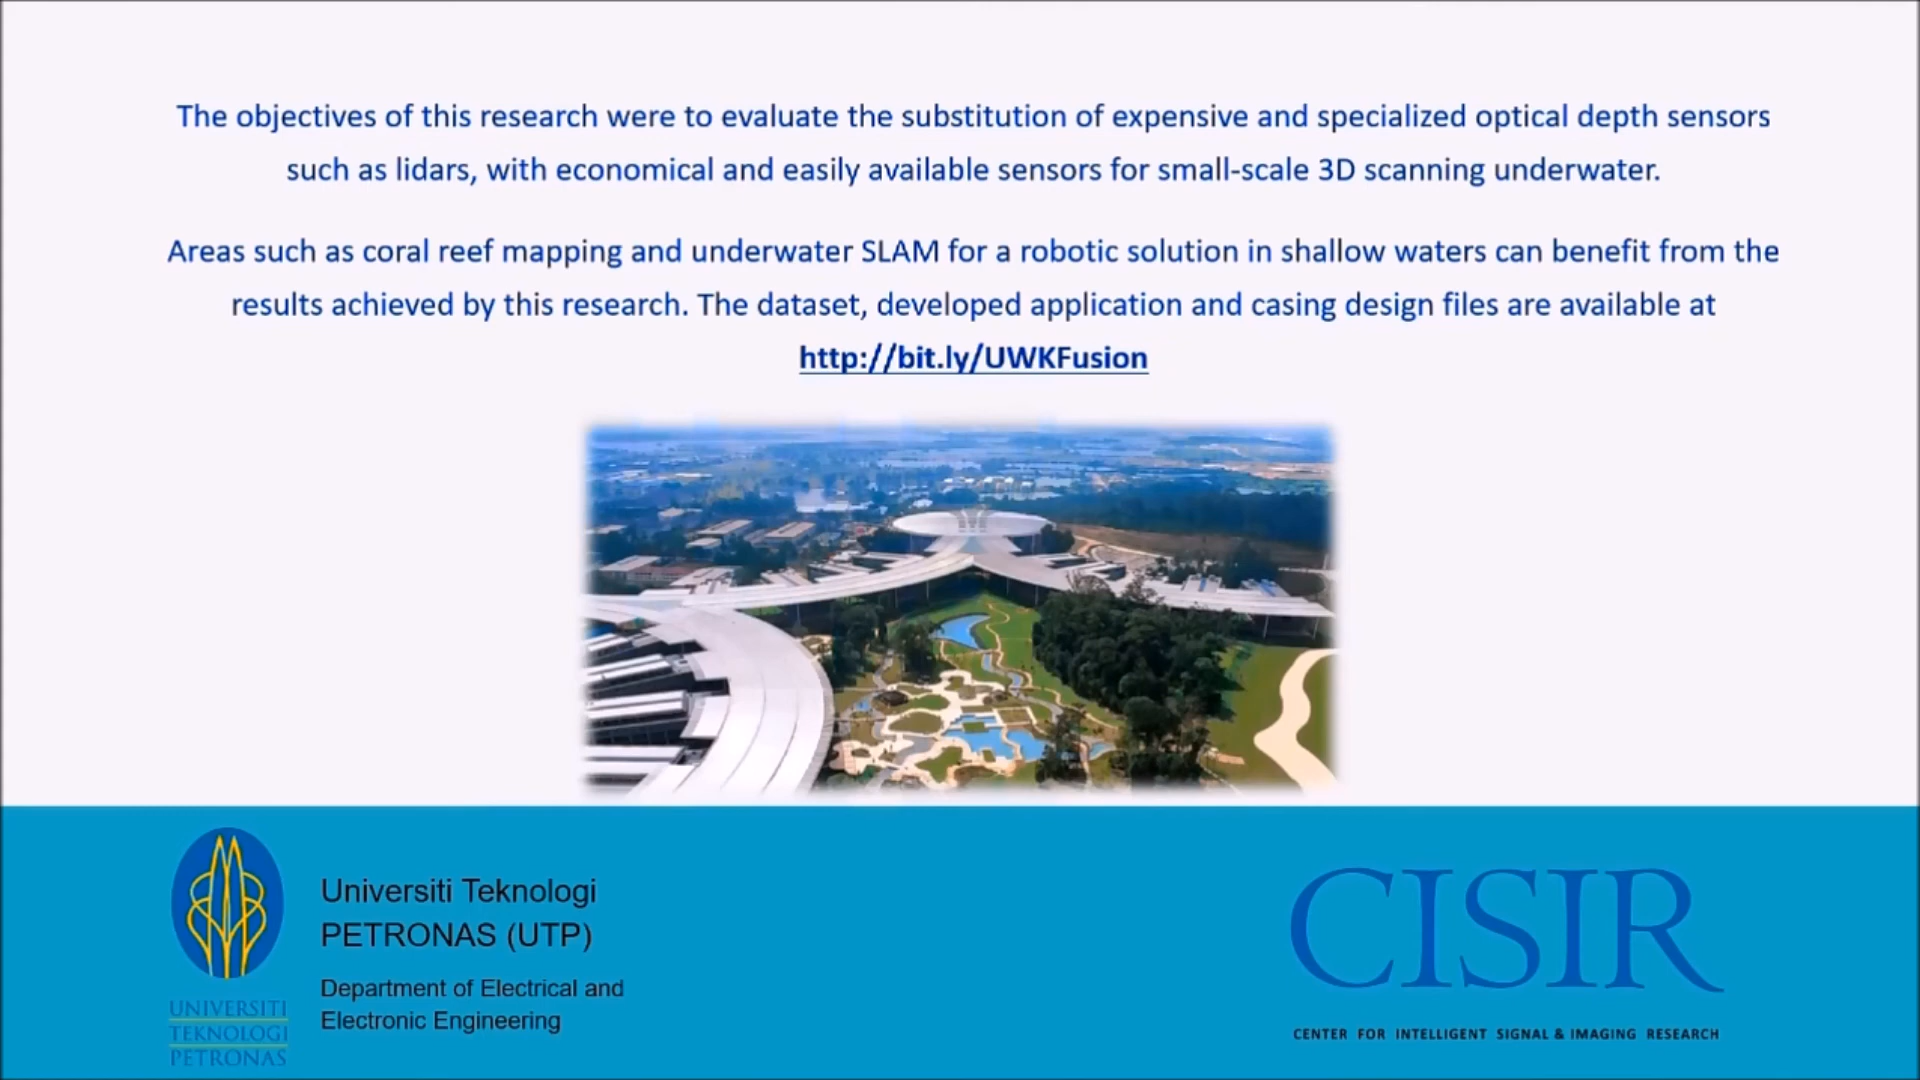 The objectives of this research were to evaluate the substitution of expensive and specialized optical depth sensors
such as lidars, with economical and easily available sensors for small-scale 3D scanning underwater.
Areas such as coral reef mapping and underwater SLAM for a robotic solution in shallow waters can benefit from the
results achieved by this research. The dataset, developed application and casing design files are available at
http://bit.ly/UWKFusion
Universiti Teknologi
PETRONAS (UTP)
Department of Electrical and
Electronic Engineering
UNIVERSITI
TEKNOLOGI
PETRONAS
CISIR
CENTER FOR INTELLIGENT SIGNAL & IMAGING RESEARCH